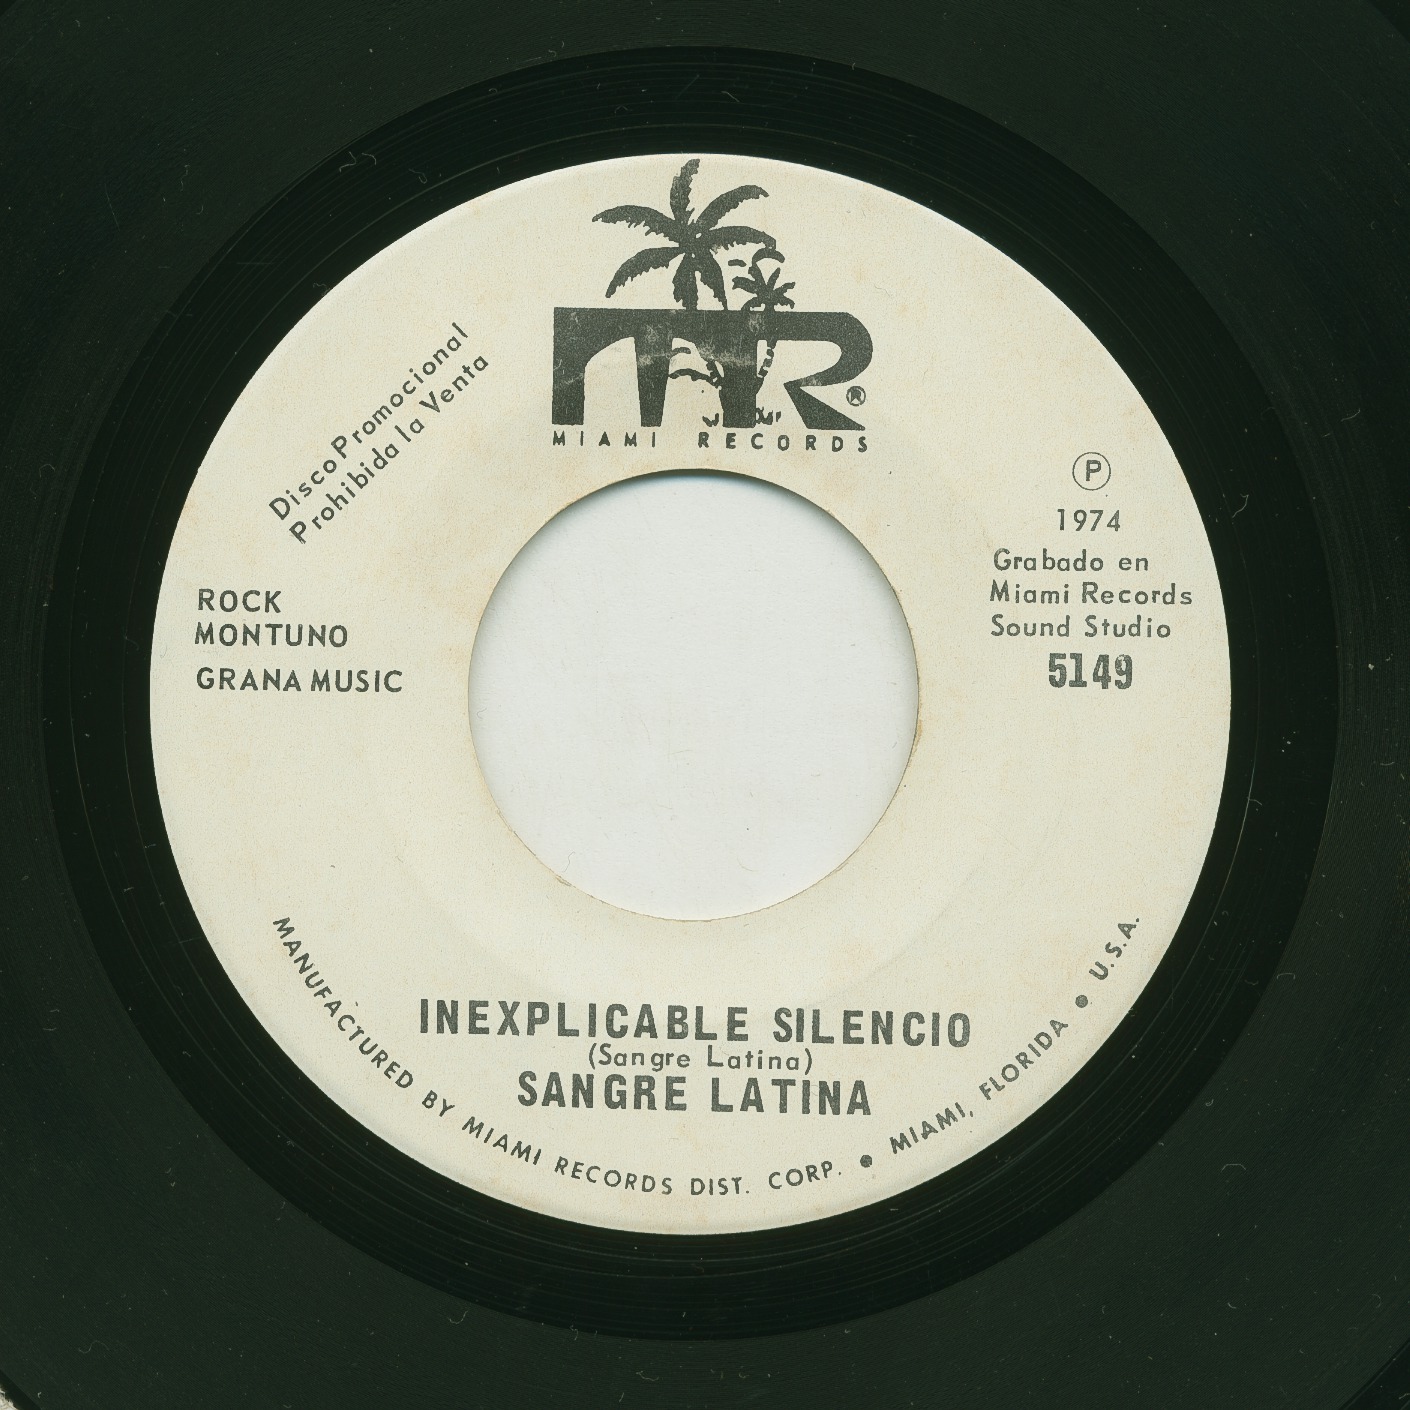 MR ®
MIAMI RECORDS
Disco Promocional
Prohibida la Venta
ROCK
MONTUNO
GRANA MUSIC
Ⓟ
1974
Grabado en
Miami Records
Sound Studio
5149
INEXPLICABLE SILENCIO
(Sangre Latina)
SANGRE LATINA
MANUFACTURED BY MIAMI RECORDS DIST. CORP. ● MIAMI, FLORIDA ● U.S.A.